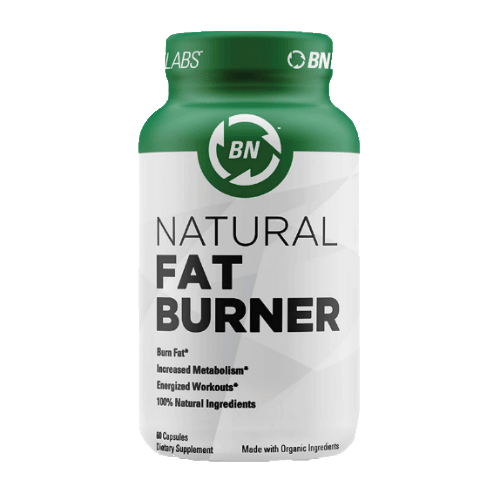 LABS
BN
BN
NATURAL
FAT
BURNER
Burn Fat*
Increased Metabolism*
Energized Workouts*
100% Natural Ingredients
60 Capsules
Dietary Supplement
Made with Organic Ingredients